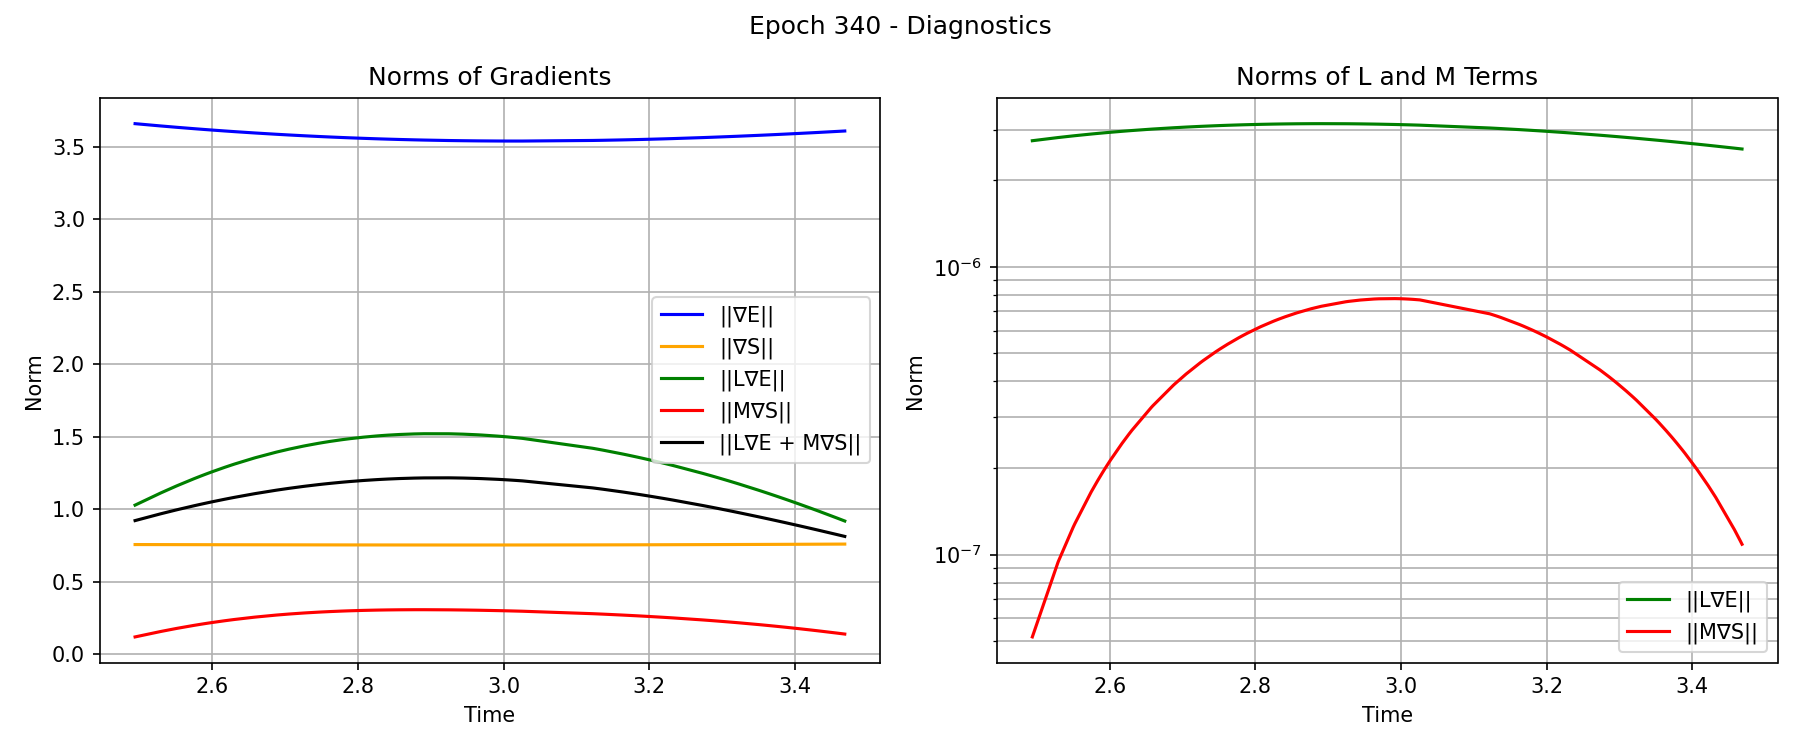 Epoch 340 - Diagnostics
Norms of Gradients
Norm
3.5
3.0
2.5
2.0
1.5
1.0
0.5
0.0
||∇E||
||∇S||
||L∇E||
||M∇S||
||L∇E + M∇S||
2.6 2.8 3.0 3.2 3.4
Time
Norms of L and M Terms
Norm
10⁻⁶
10⁻⁷
||L∇E||
||M∇S||
2.6 2.8 3.0 3.2 3.4
Time